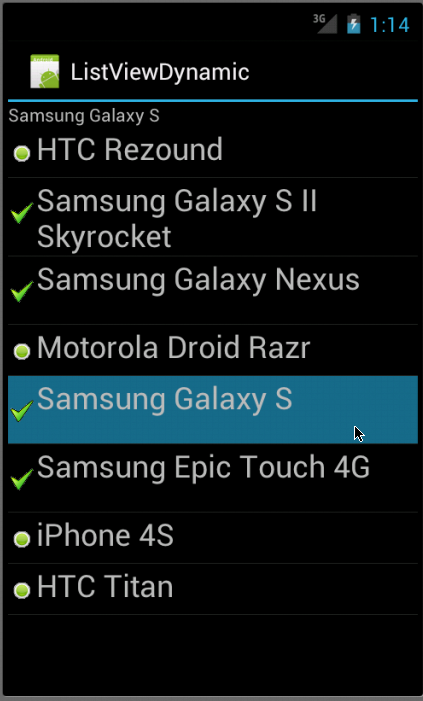 3G 1:14
ListViewDynamic
Samsung Galaxy S
HTC Rezound
Samsung Galaxy S II
Skyrocket
Samsung Galaxy Nexus
Motorola Droid Razr
Samsung Galaxy S
Samsung Epic Touch 4G
iPhone 4S
HTC Titan